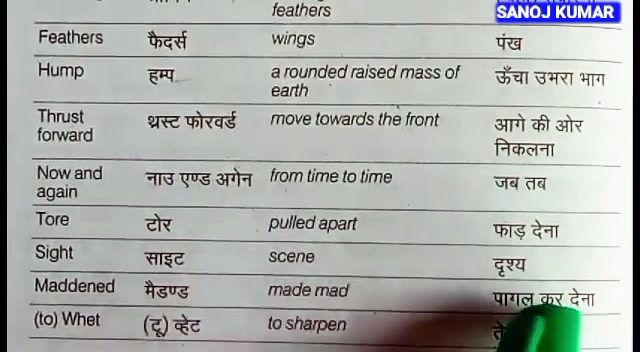 SANOJ KUMAR
feathers
Feathers फैदर्स wings पंख
Hump हम्प a rounded raised mass of ऊँचा उभरा भाग
earth
Thrust थ्रस्ट फोरवर्ड move towards the front आगे की ओर
forward निकलना
Now and नाउ एण्ड अगेन from time to time जब तब
again
Tore टोर pulled apart फाड़ देना
Sight साइट scene दृश्य
Maddened मैडण्ड made mad पागल कर देना
(to) Whet (टू) व्हेट to sharpen